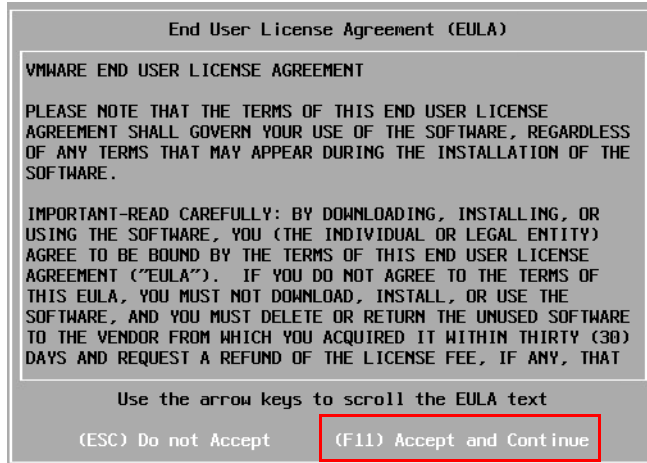 End User License Agreement (EULA)
VMWARE END USER LICENSE AGREEMENT
PLEASE NOTE THAT THE TERMS OF THIS END USER LICENSE
AGREEMENT SHALL GOVERN YOUR USE OF THE SOFTWARE, REGARDLESS
OF ANY TERMS THAT MAY APPEAR DURING THE INSTALLATION OF THE
SOFTWARE.
IMPORTANT-READ CAREFULLY: BY DOWNLOADING, INSTALLING, OR
USING THE SOFTWARE, YOU (THE INDIVIDUAL OR LEGAL ENTITY)
AGREE TO BE BOUND BY THE TERMS OF THIS END USER LICENSE
AGREEMENT ("EULA").  IF YOU DO NOT AGREE TO THE TERMS OF
THIS EULA, YOU MUST NOT DOWNLOAD, INSTALL, OR USE THE
SOFTWARE, AND YOU MUST DELETE OR RETURN THE UNUSED SOFTWARE
TO THE VENDOR FROM WHICH YOU ACQUIRED IT WITHIN THIRTY (30)
DAYS AND REQUEST A REFUND OF THE LICENSE FEE, IF ANY, THAT
Use the arrow keys to scroll the EULA text
(ESC) Do not Accept (F11) Accept and Continue